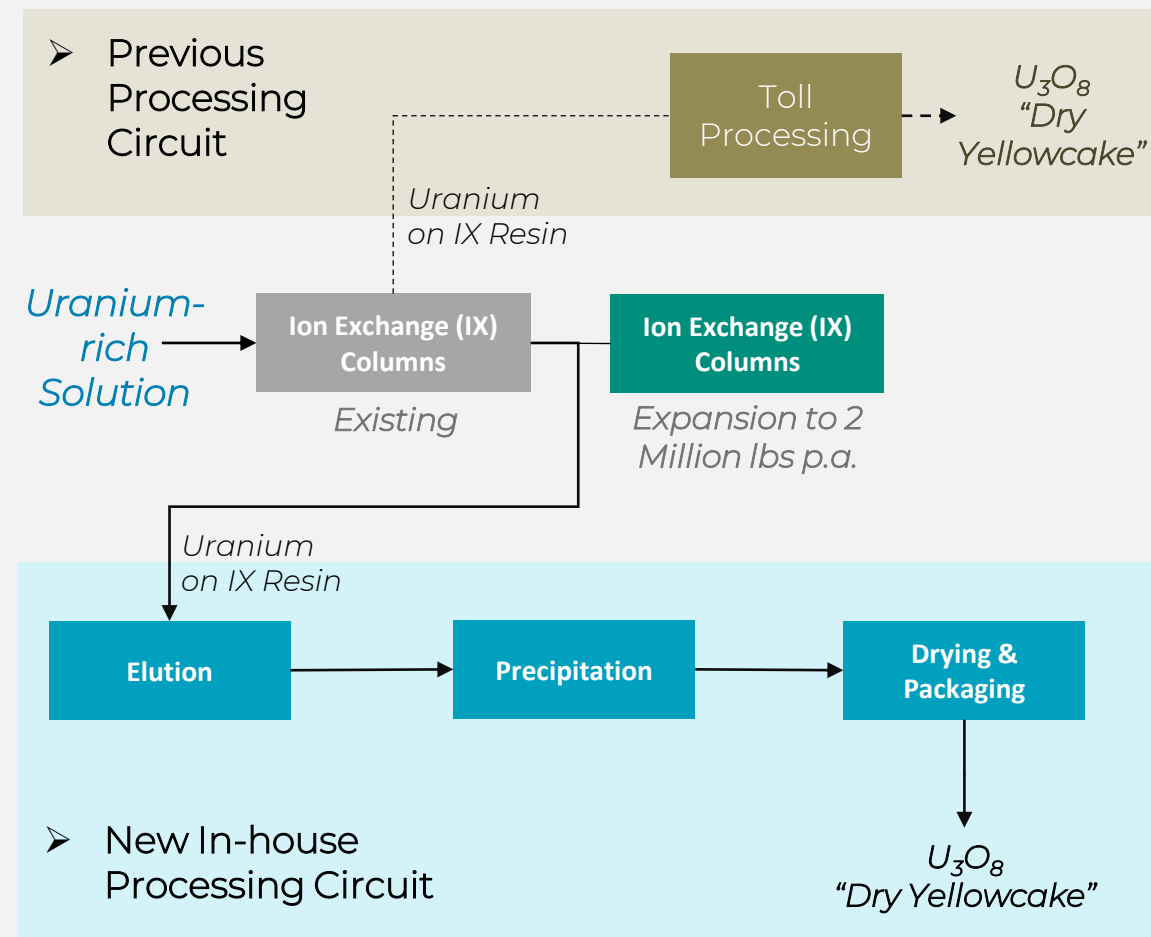 ➢ Previous
Processing
Circuit
Toll
Processing
U₃O₈
“Dry
Yellowcake”
Uranium
on IX Resin
Uranium-
rich
Solution
Ion Exchange (IX)
Columns
Existing
Ion Exchange (IX)
Columns
Expansion to 2
Million lbs p.a.
Uranium
on IX Resin
Elution
Precipitation
Drying &
Packaging
➢ New In-house
Processing Circuit
U₃O₈
“Dry Yellowcake”